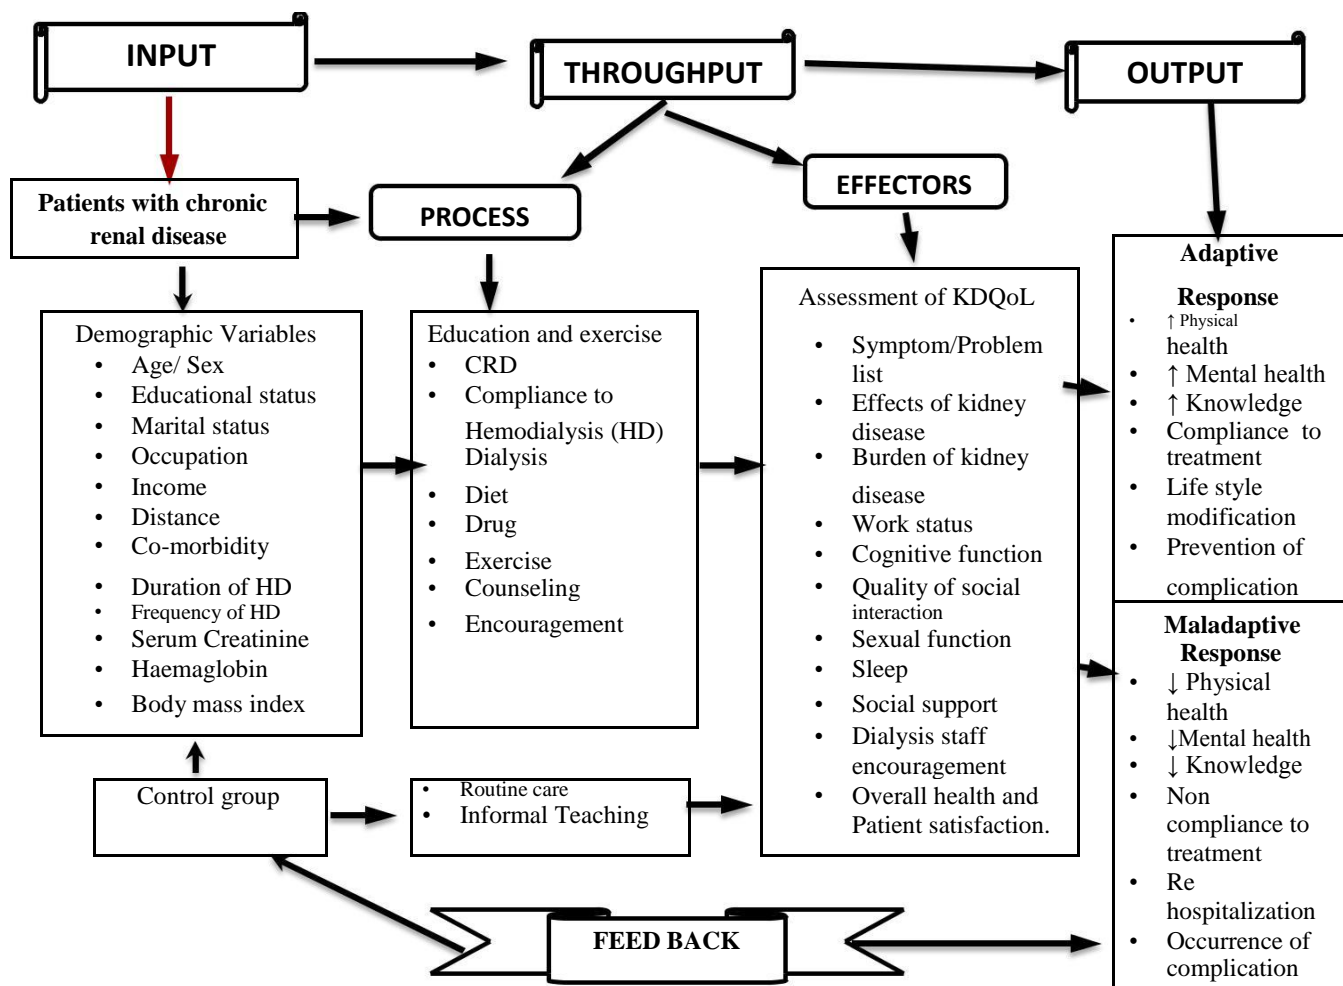 INPUT
THROUGHPUT
OUTPUT
Patients with chronic
renal disease
PROCESS
EFFECTORS
Demographic Variables
• Age/ Sex
• Educational status
• Marital status
• Occupation
• Income
• Distance
• Co-morbidity
• Duration of HD
• Frequency of HD
• Serum Creatinine
• Haemaglobin
• Body mass index
Education and exercise
• CRD
• Compliance to
Hemodialysis (HD)
Dialysis
• Diet
• Drug
• Exercise
• Counseling
• Encouragement
Assessment of KDQoL
• Symptom/Problem
list
• Effects of kidney
disease
• Burden of kidney
disease
• Work status
• Cognitive function
• Quality of social
interaction
• Sexual function
• Sleep
• Social support
• Dialysis staff
encouragement
• Overall health and
Patient satisfaction.
Adaptive
Response
• ↑ Physical
health
• ↑ Mental health
• ↑ Knowledge
• Compliance to
treatment
• Life style
modification
• Prevention of
complication
Maladaptive
Response
• ↓ Physical
health
• ↓Mental health
• ↓ Knowledge
• Non
compliance to
treatment
• Re
hospitalization
• Occurrence of
complication
Control group
• Routine care
• Informal Teaching
FEED BACK